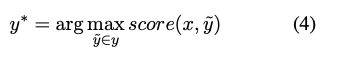 y* = arg max score(x, ỹ) (4)
ỹ∈y